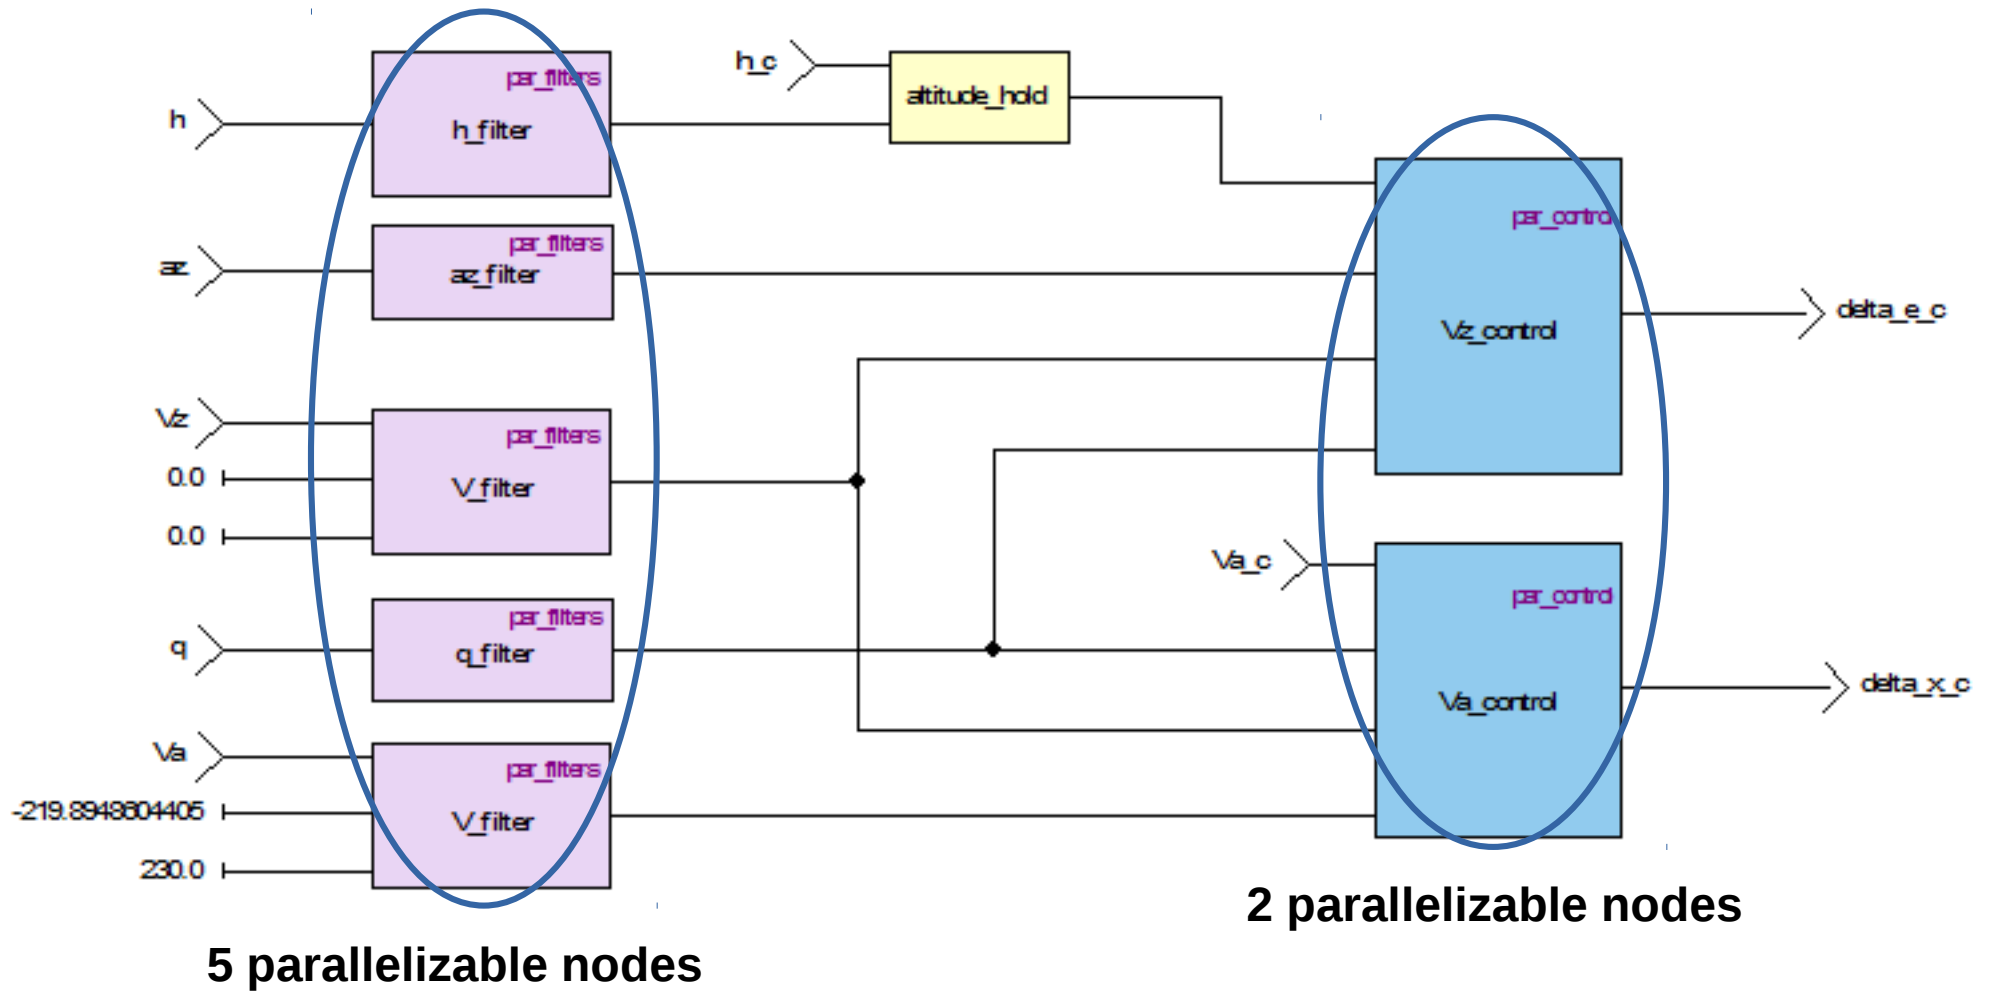 h
par_filters
h_filter
h_c
altitude_hold
az
par_filters
az_filter
par_control
Vz_control
delta_e_c
Vz
0.0
0.0
par_filters
V_filter
q
par_filters
q_filter
Va_c
par_control
Va_control
delta_x_c
Va
-219.8948604405
230.0
par_filters
V_filter
2 parallelizable nodes
5 parallelizable nodes